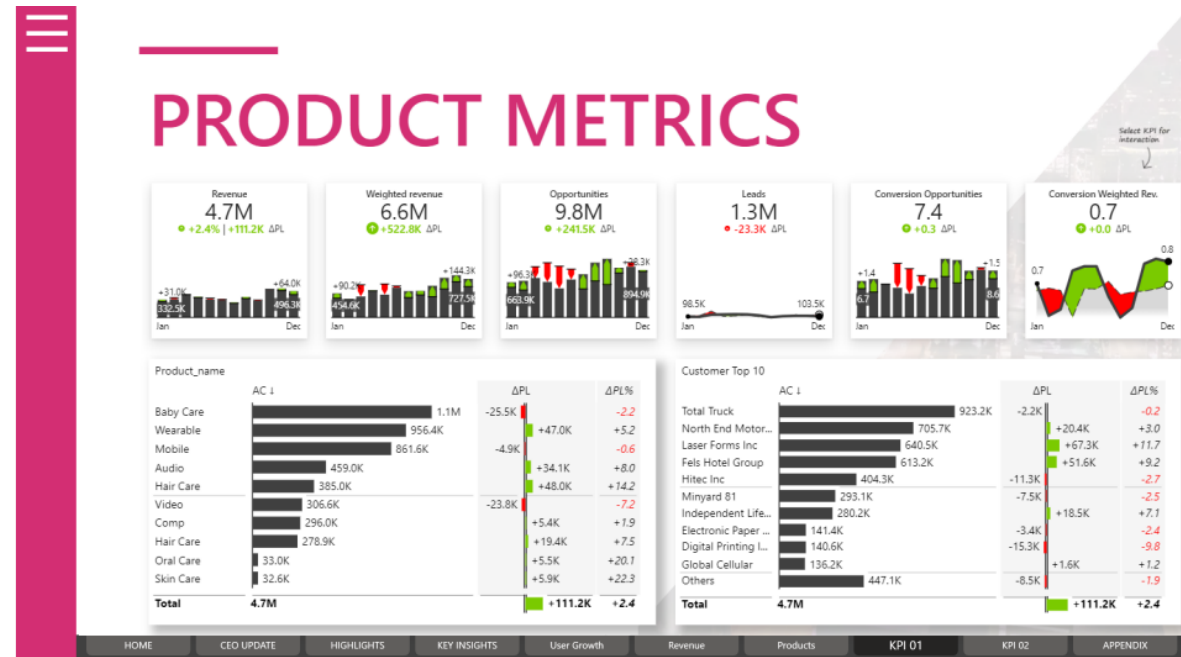 PRODUCT METRICS
Select KPI for
interaction
Revenue
4.7M
+2.4% | +111.2K ΔPL
+31.0K
332.5K
+64.0K
496.3K
Jan Dec
Weighted revenue
6.6M
+522.8K ΔPL
+90.2K
454.6K
+144.3K
727.5K
Jan Dec
Opportunities
9.8M
+241.5K ΔPL
+96.3K
663.9K
+28.3K
894.9K
Jan Dec
Leads
1.3M
-23.3K ΔPL
98.5K 103.5K
Jan Dec
Conversion Opportunities
7.4
+0.3 ΔPL
+1.4
6.7
+1.5
8.6
Jan Dec
Conversion Weighted Rev.
0.7
+0.0 ΔPL
0.7
0.8
Jan Dec
Product_name
AC ↓ ΔPL ΔPL%
Baby Care 1.1M -25.5K -2.2
Wearable 956.4K +47.0K +5.2
Mobile 861.6K -4.9K -0.6
Audio 459.0K +34.1K +8.0
Hair Care 385.0K +48.0K +14.2
Video 306.6K -23.8K -7.2
Comp 296.0K +5.4K +1.9
Hair Care 278.9K +19.4K +7.5
Oral Care 33.0K +5.5K +20.1
Skin Care 32.6K +5.9K +22.3
Total 4.7M +111.2K +2.4
Customer Top 10
AC ↓ ΔPL ΔPL%
Total Truck 923.2K -2.2K -0.2
North End Motor... 705.7K +20.4K +3.0
Laser Forms Inc 640.5K +67.3K +11.7
Fels Hotel Group 613.2K +51.6K +9.2
Hitec Inc 404.3K -11.3K -2.7
Minyard 81 293.1K -7.5K -2.5
Independent Life... 280.2K +18.5K +7.1
Electronic Paper ... 141.4K -3.4K -2.4
Digital Printing I... 140.6K -15.3K -9.8
Global Cellular 136.2K +1.6K +1.2
Others 447.1K -8.5K -1.9
Total 4.7M +111.2K +2.4
HOME CEO UPDATE HIGHLIGHTS KEY INSIGHTS User Growth Revenue Products KPI 01 KPI 02 APPENDIX